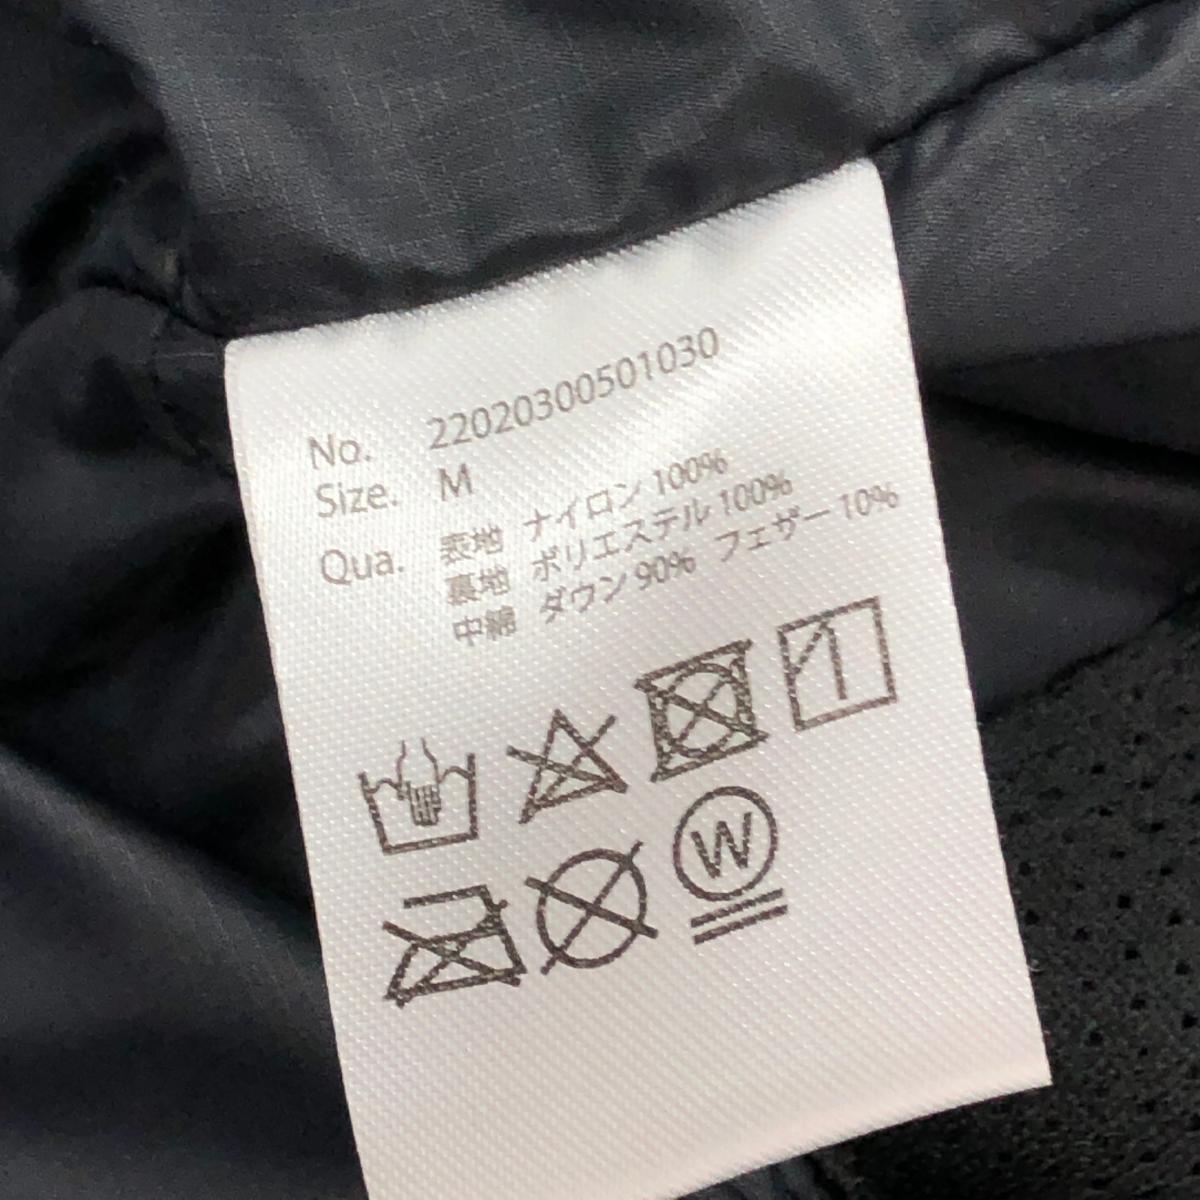 No. 22020300501030
Size. M
Qua. 表地 ナイロン 100%
裏地 ポリエステル 100%
中綿 ダウン 90% フェザー 10%
W